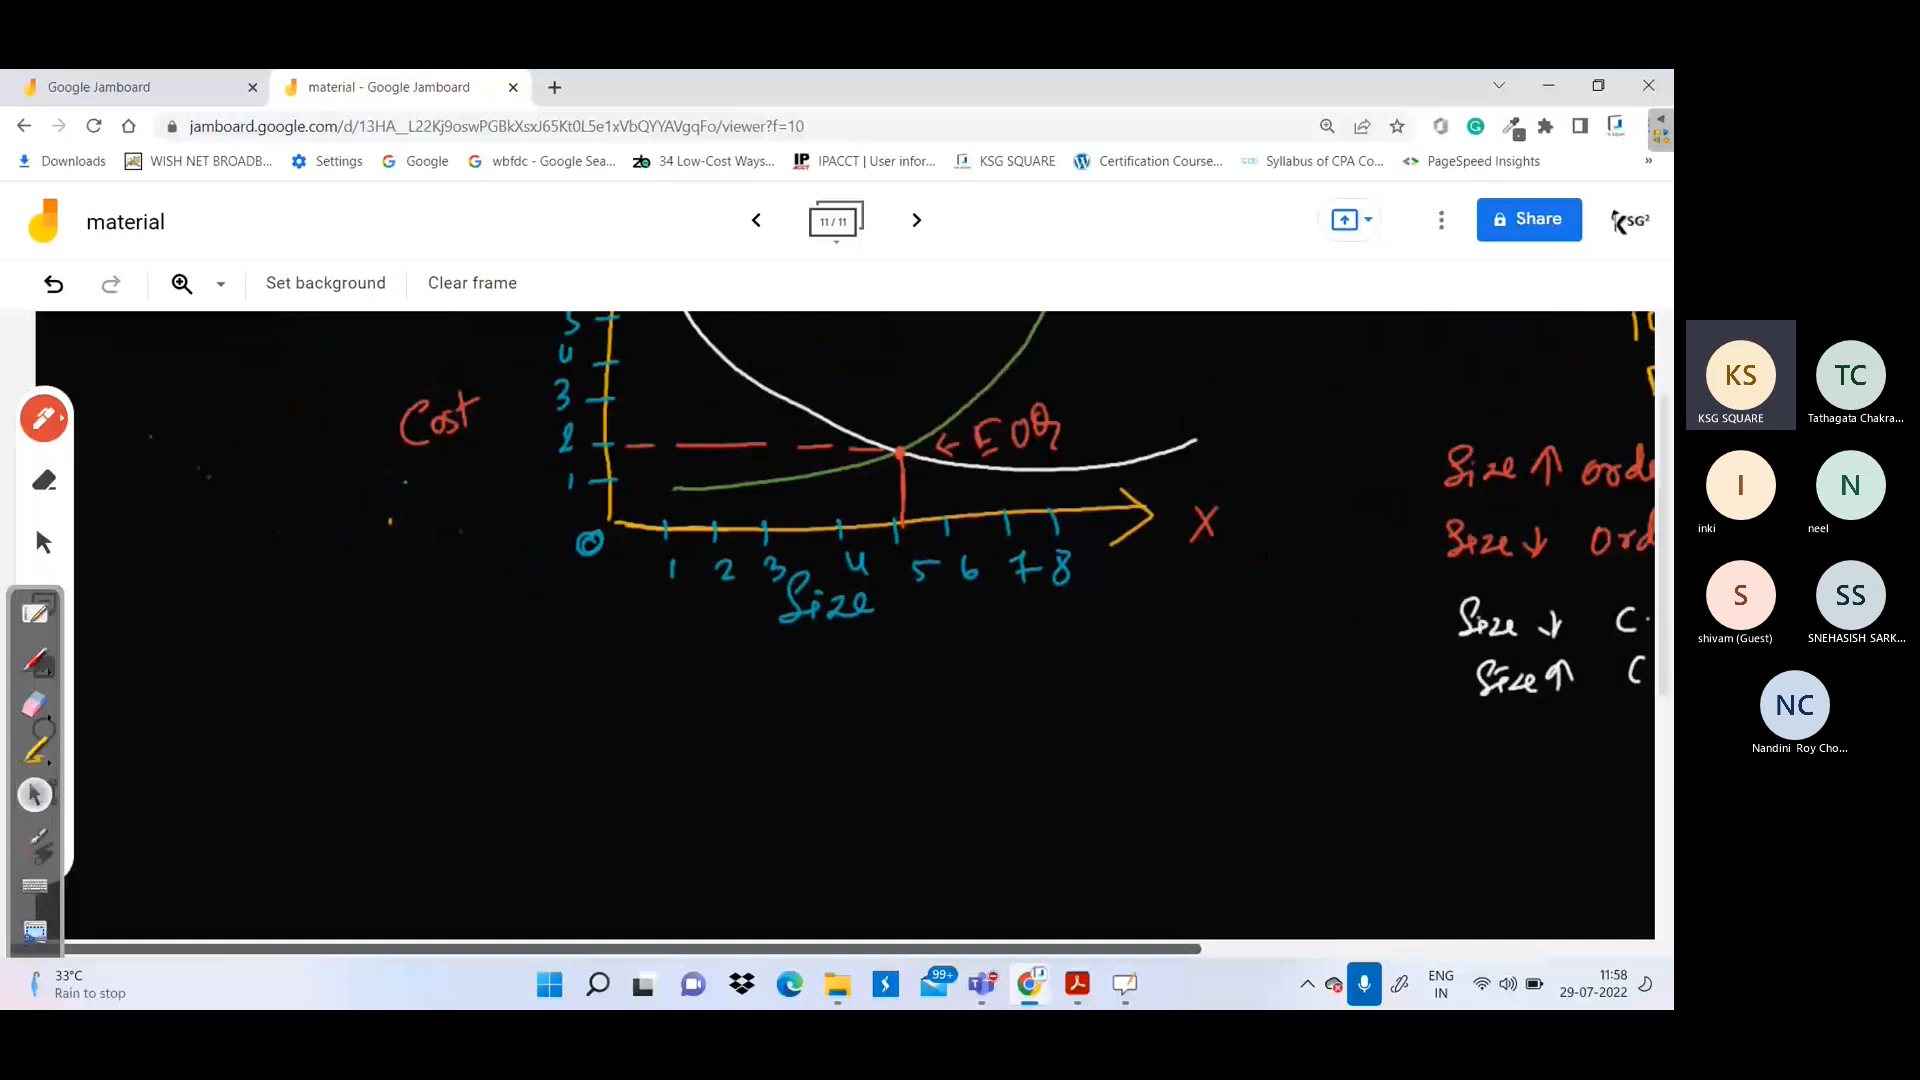 Google Jamboard
material - Google Jamboard
jamboard.google.com/d/13HA__L22Kj9oswPGBkXsxJ65Kt0L5e1xVbQYYAVgqFo/viewer?f=10
Downloads WISH NET BROADB... Settings Google wbfdc - Google Sea... 34 Low-Cost Ways... IPACCT | User infor... KSG SQUARE Certification Course... Syllabus of CPA Co... PageSpeed Insights »
material
11 / 11
Share
KSG²
Set background
Clear frame
5
4
3
2
1
0
Cost
← EOQ
X
1 2 3 4 5 6 7 8
Size
Size ↑ orde
Size ↓ ord
Size ↓ C.
Size ↑ C
KS
KSG SQUARE
TC
Tathagata Chakra...
I
inki
N
neel
S
shivam (Guest)
SS
SNEHASISH SARK...
NC
Nandini Roy Cho...
33°C
Rain to stop
99+
ENG
IN
11:58
29-07-2022